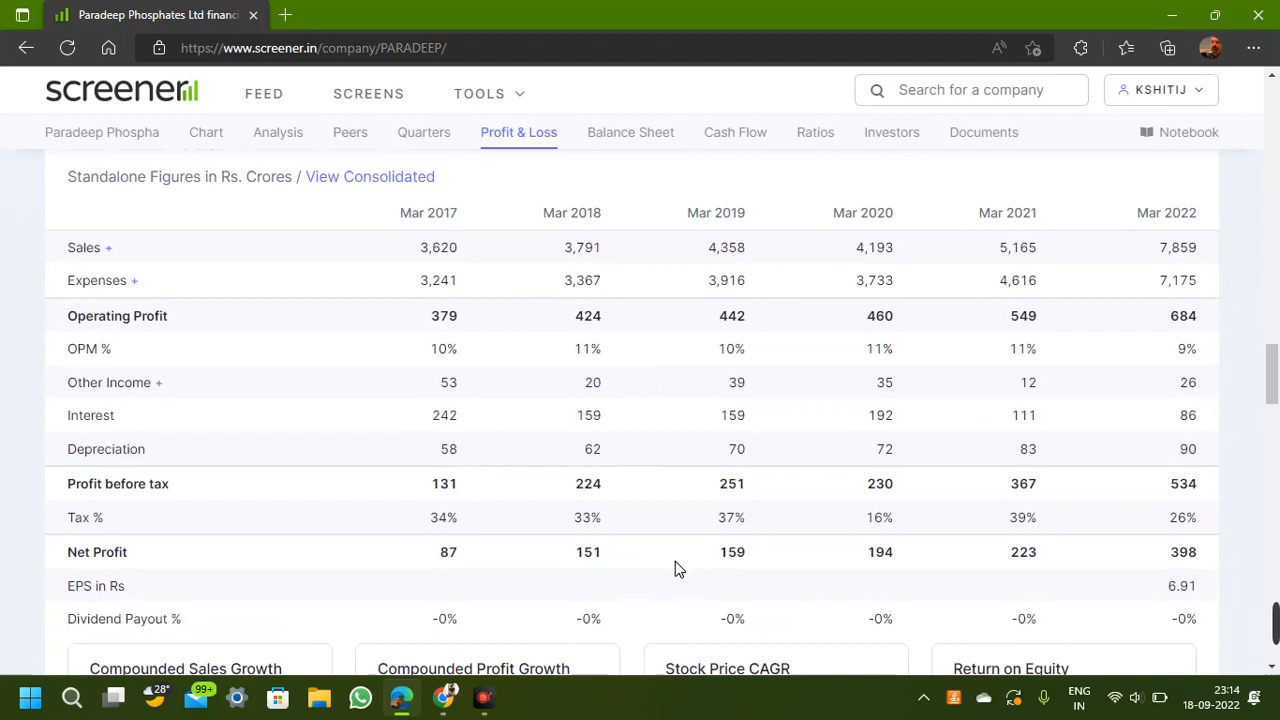 Paradeep Phosphates Ltd financi
https://www.screener.in/company/PARADEEP/
screener
FEED
SCREENS
TOOLS
Search for a company
KSHITIJ
Paradeep Phospha Chart Analysis Peers Quarters Profit & Loss Balance Sheet Cash Flow Ratios Investors Documents Notebook
Standalone Figures in Rs. Crores / View Consolidated
Mar 2017 Mar 2018 Mar 2019 Mar 2020 Mar 2021 Mar 2022
Sales + 3,620 3,791 4,358 4,193 5,165 7,859
Expenses + 3,241 3,367 3,916 3,733 4,616 7,175
Operating Profit 379 424 442 460 549 684
OPM % 10% 11% 10% 11% 11% 9%
Other Income + 53 20 39 35 12 26
Interest 242 159 159 192 111 86
Depreciation 58 62 70 72 83 90
Profit before tax 131 224 251 230 367 534
Tax % 34% 33% 37% 16% 39% 26%
Net Profit 87 151 159 194 223 398
EPS in Rs 6.91
Dividend Payout % -0% -0% -0% -0% -0% -0%
Compounded Sales Growth Compounded Profit Growth Stock Price CAGR Return on Equity
28°
99+
ENG
IN
23:14
18-09-2022